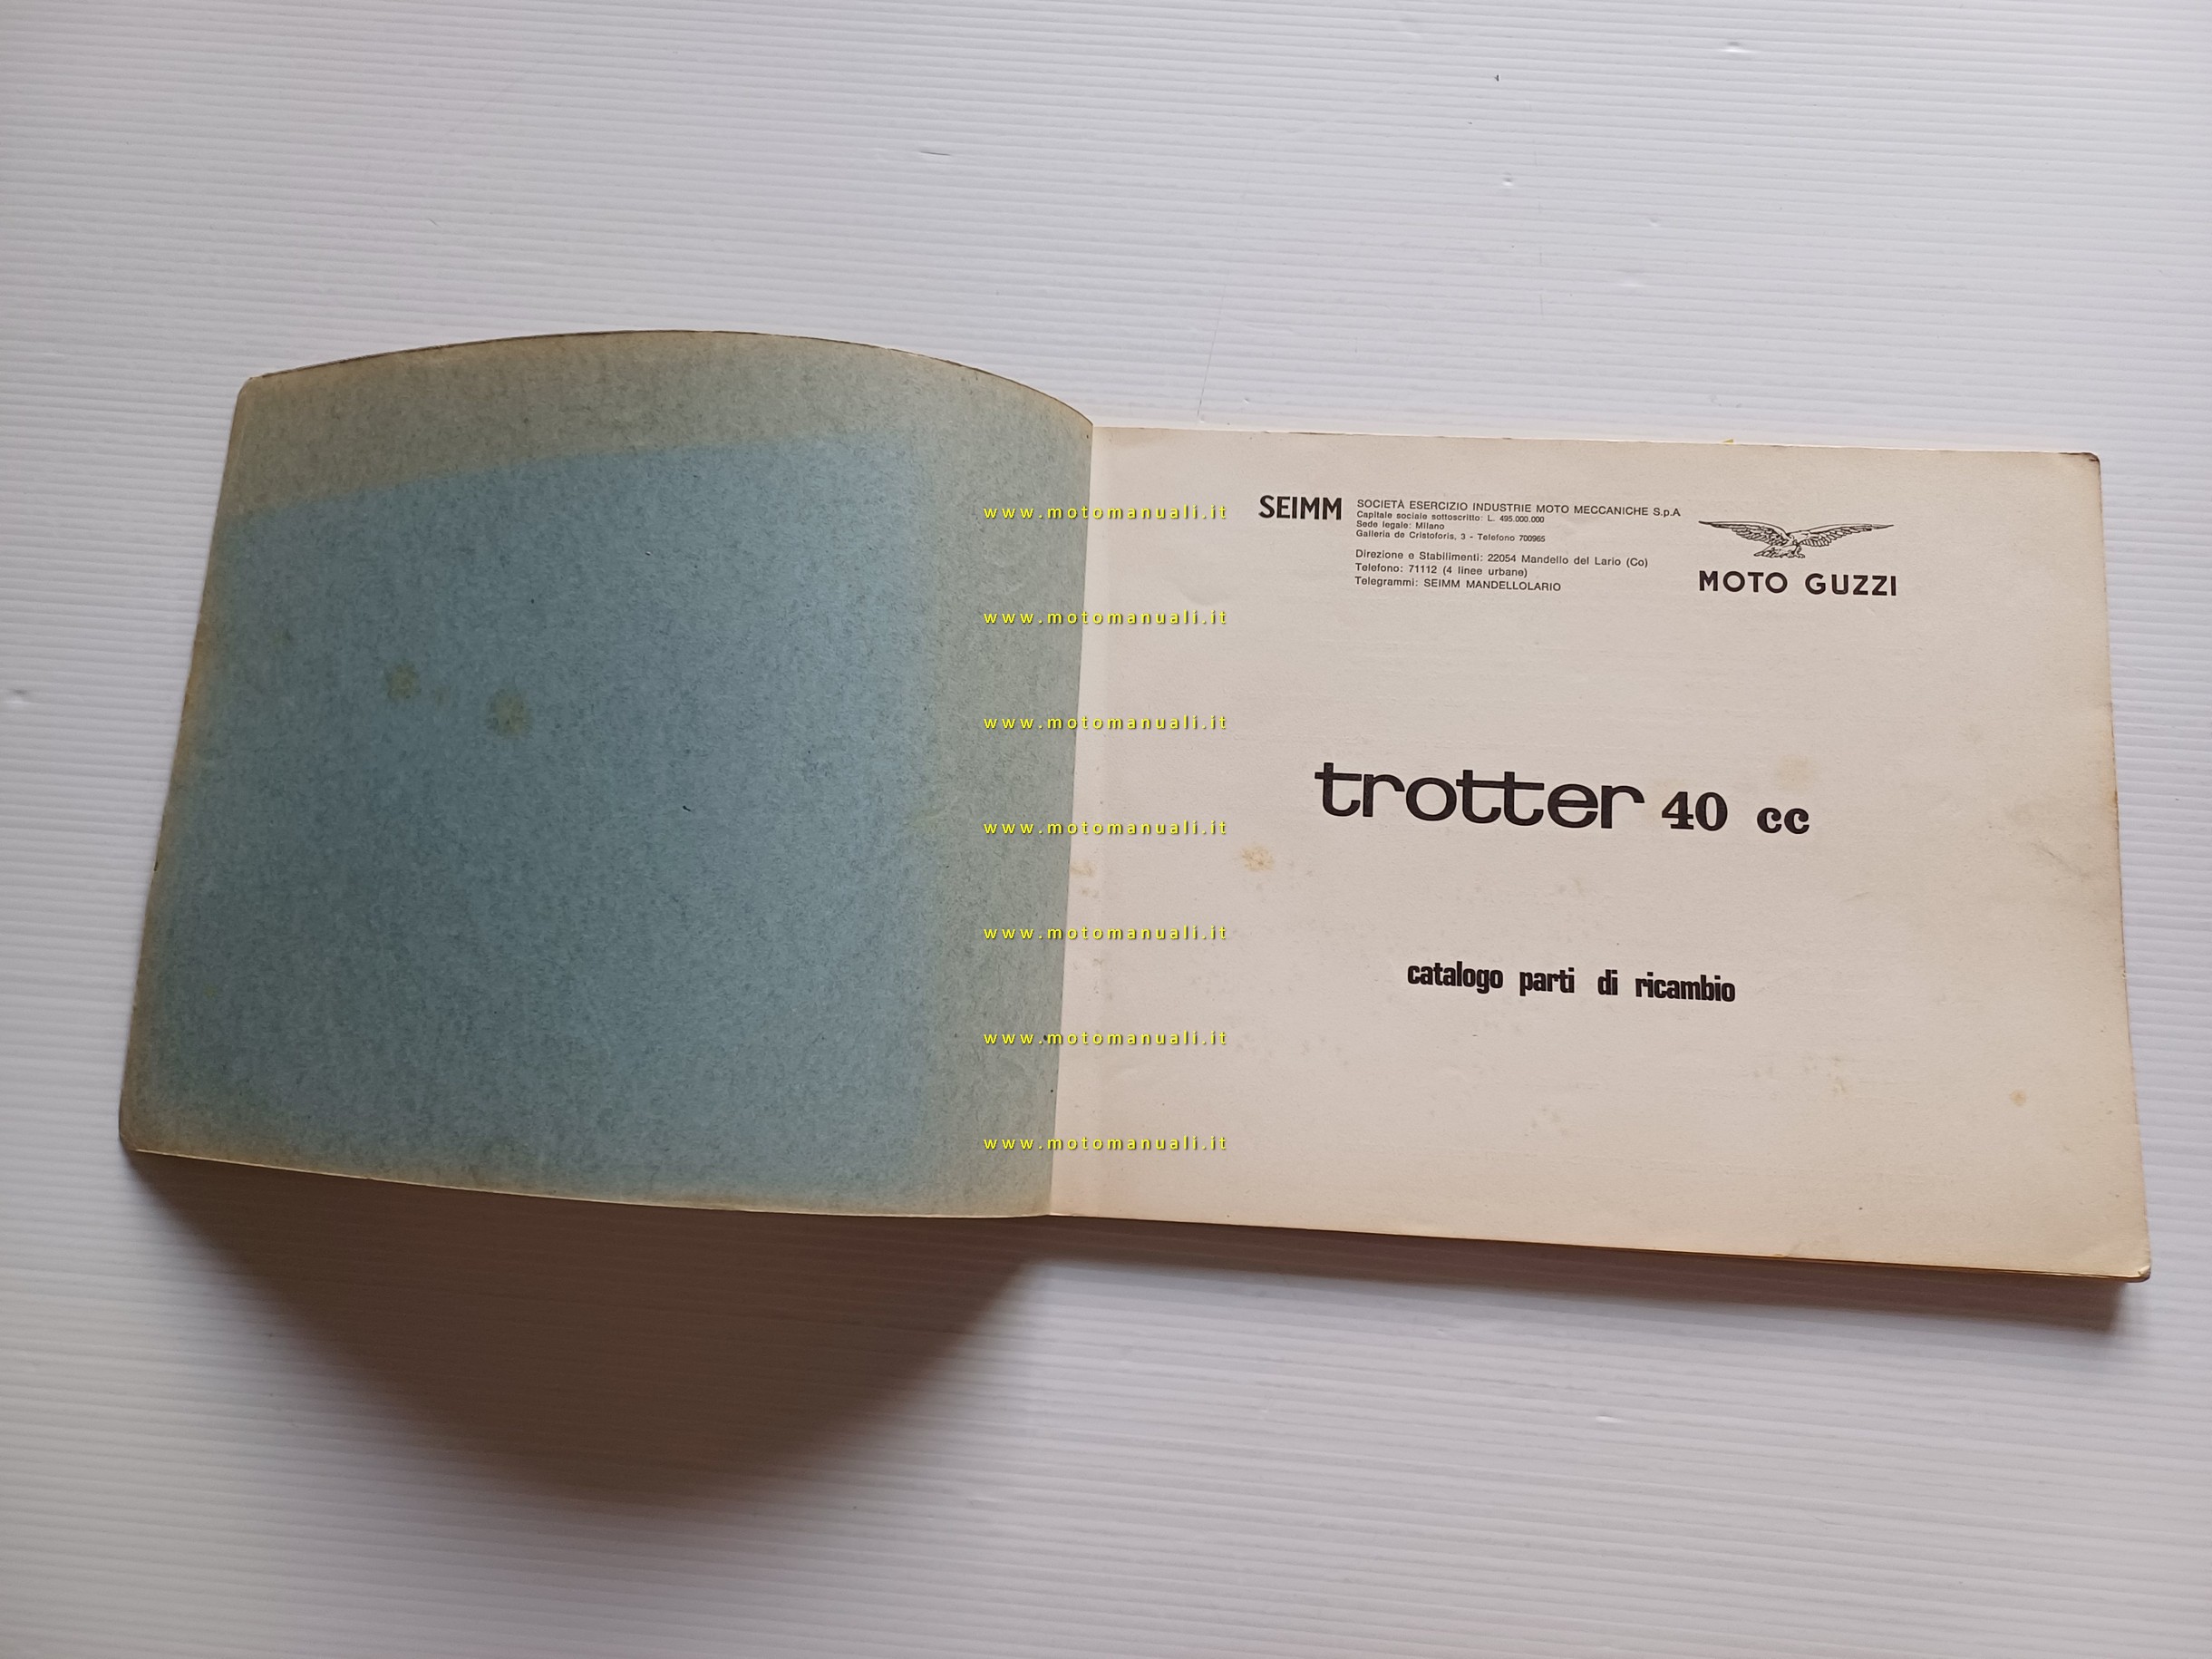 SEIMM
SOCIETÀ ESERCIZIO INDUSTRIE MOTO MECCANICHE S.p.A
Capitale sociale sottoscritto: L. 495.000.000
Sede legale: Milano
Galleria de Cristoforis, 3 - Telefono 700965
Direzione e Stabilimenti: 22054 Mandello del Lario (Co)
Telefono: 71112 (4 linee urbane)
Telegrammi: SEIMM MANDELLOLARIO
MOTO GUZZI
trotter 40 cc
catalogo parti di ricambio
www.motomanuali.it
www.motomanuali.it
www.motomanuali.it
www.motomanuali.it
www.motomanuali.it
www.motomanuali.it
www.motomanuali.it